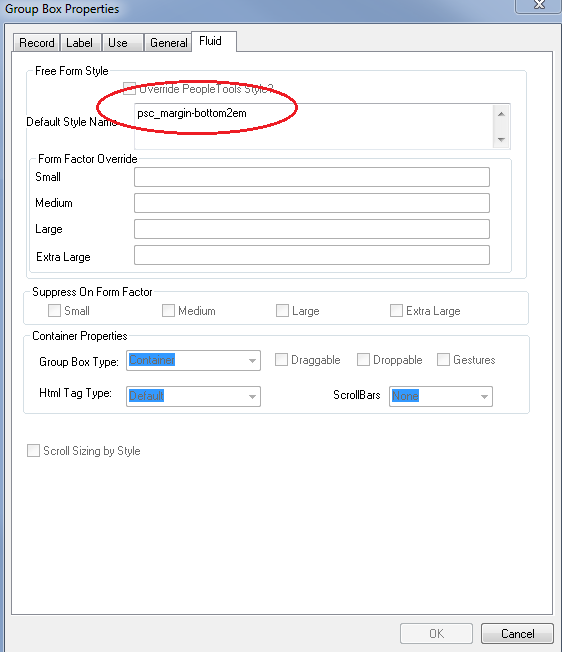 Group Box Properties
Record Label Use General Fluid
Free Form Style
Override PeopleTools Style?
Default Style Name
psc_margin-bottom2em
Form Factor Override
Small
Medium
Large
Extra Large
Suppress On Form Factor
Small Medium Large Extra Large
Container Properties
Group Box Type: Container Draggable Droppable Gestures
Html Tag Type: Default ScrollBars None
Scroll Sizing by Style
OK Cancel